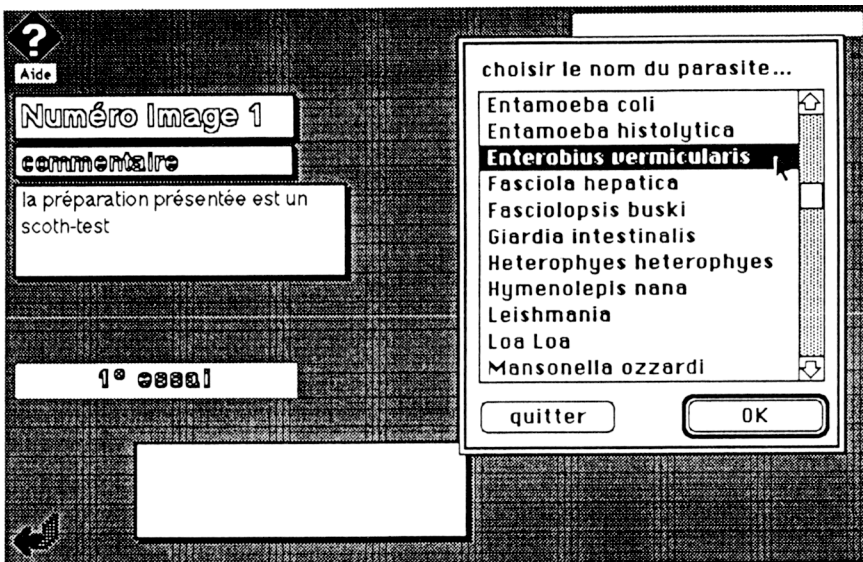 ?
Aide
Numéro Image 1
commentaire
la préparation présentée est un
scoth-test
1° essai
choisir le nom du parasite...
Entamoeba coli
Entamoeba histolytica
Enterobius vermicularis
Fasciola hepatica
Fasciolopsis buski
Giardia intestinalis
Heterophyes heterophyes
Hymenolepis nana
Leishmania
Loa Loa
Mansonella ozzardi
quitter
OK